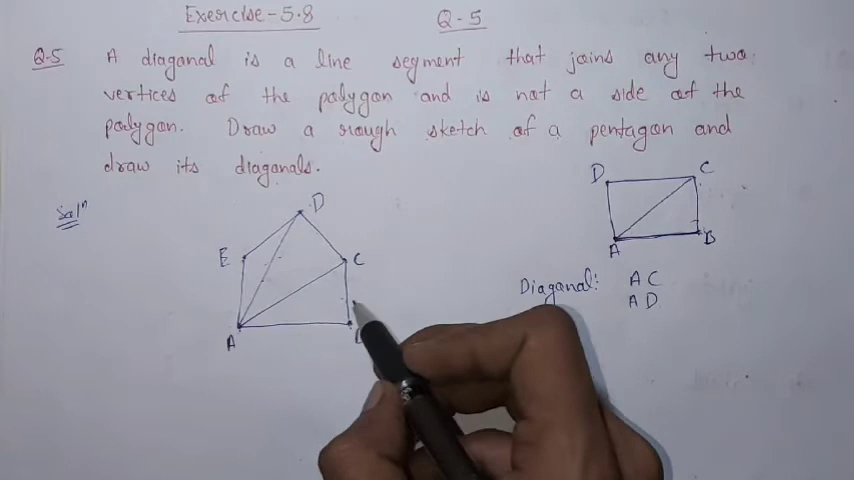 Exercise-5.8 Q-5
Q.5 A diagonal is a line segment that joins any two
vertices of the polygon and is not a side of the
polygon. Draw a rough sketch of a pentagon and
draw its diagonals.
Solⁿ
D C
A B
D
E C
A
Diagonal: AC
AD